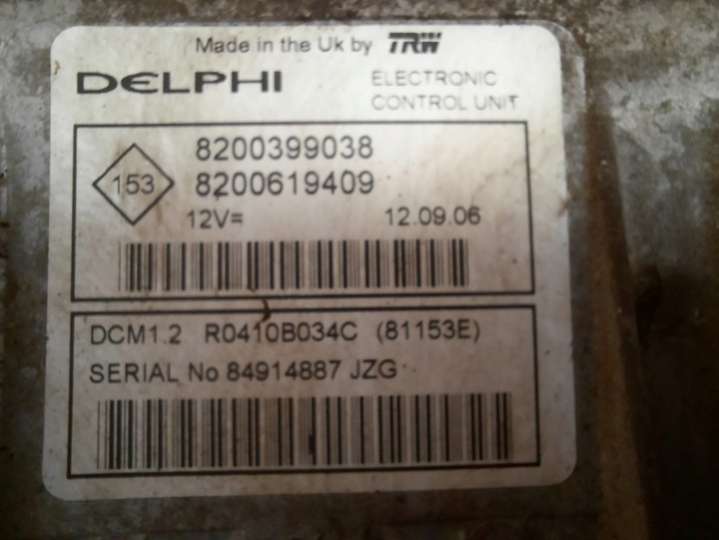 Made in the Uk by TRW
DELPHI ELECTRONIC
CONTROL UNIT
8200399038
153
8200619409
12V= 12.09.06
DCM1.2 R0410B034C (81153E)
SERIAL No 84914887 JZG